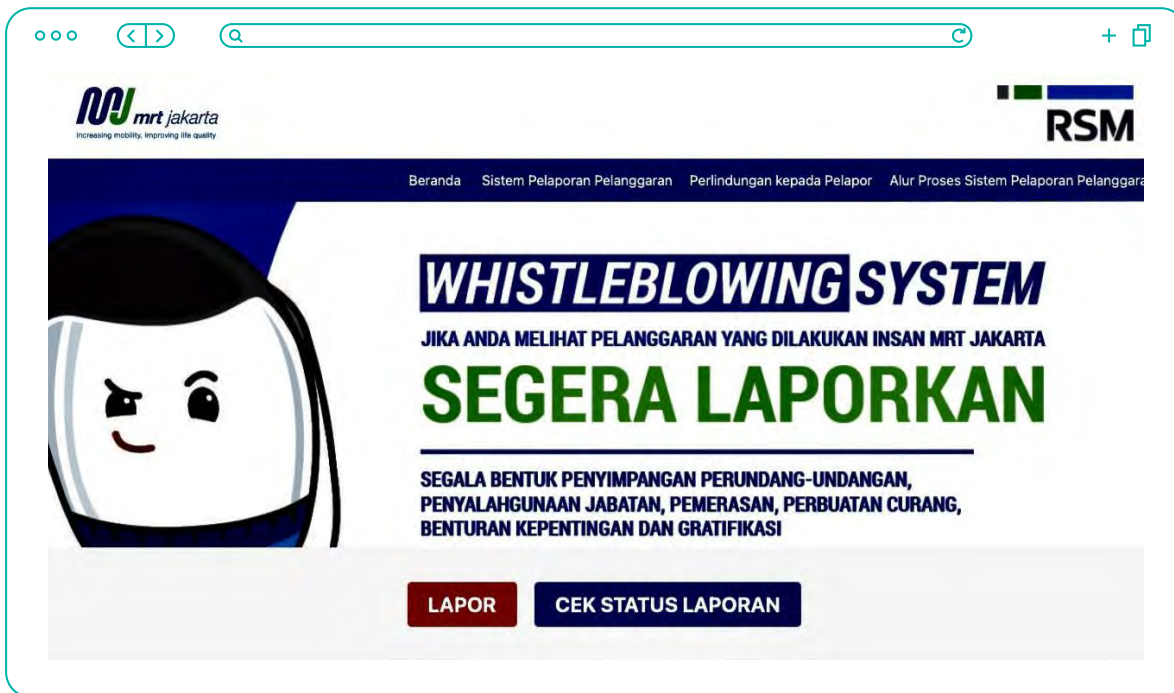 mrt jakarta
increasing mobility, improving life quality
RSM
Beranda Sistem Pelaporan Pelanggaran Perlindungan kepada Pelapor Alur Proses Sistem Pelaporan Pelanggara
WHISTLEBLOWING SYSTEM
JIKA ANDA MELIHAT PELANGGARAN YANG DILAKUKAN INSAN MRT JAKARTA
SEGERA LAPORKAN
SEGALA BENTUK PENYIMPANGAN PERUNDANG-UNDANGAN,
PENYALAHGUNAAN JABATAN, PEMERASAN, PERBUATAN CURANG,
BENTURAN KEPENTINGAN DAN GRATIFIKASI
LAPOR CEK STATUS LAPORAN